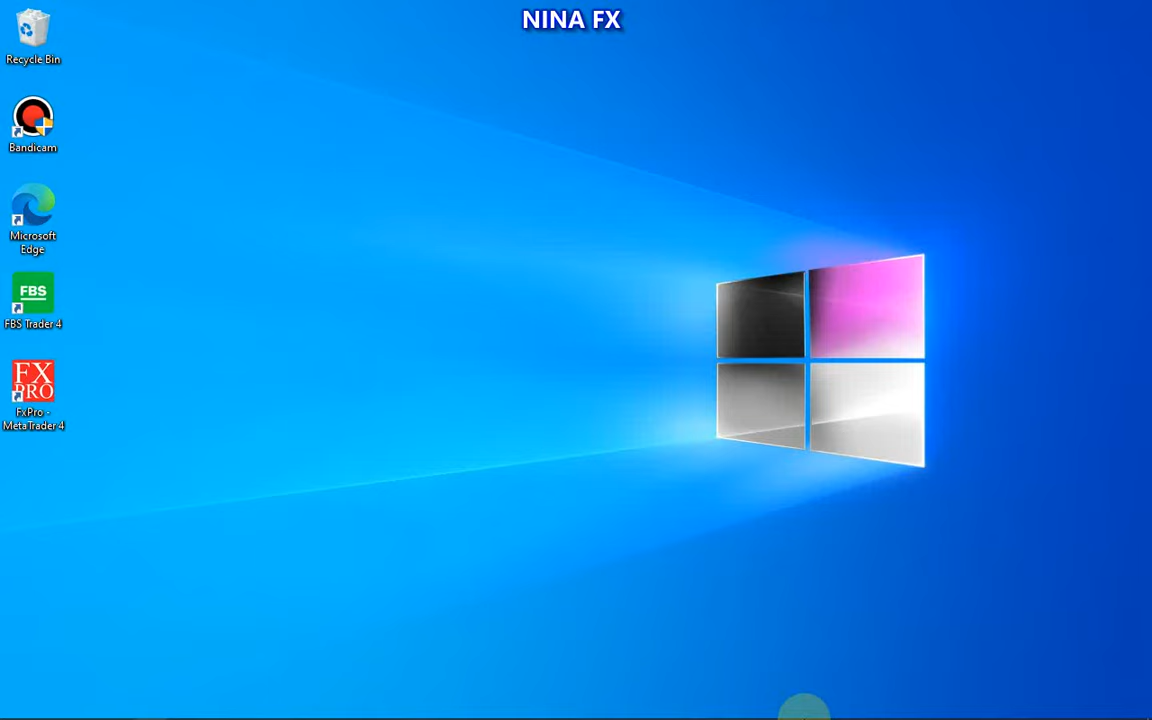 NINA FX
Recycle Bin
Bandicam
Microsoft
Edge
FBS
FBS Trader 4
FX
PRO
FxPro -
MetaTrader 4